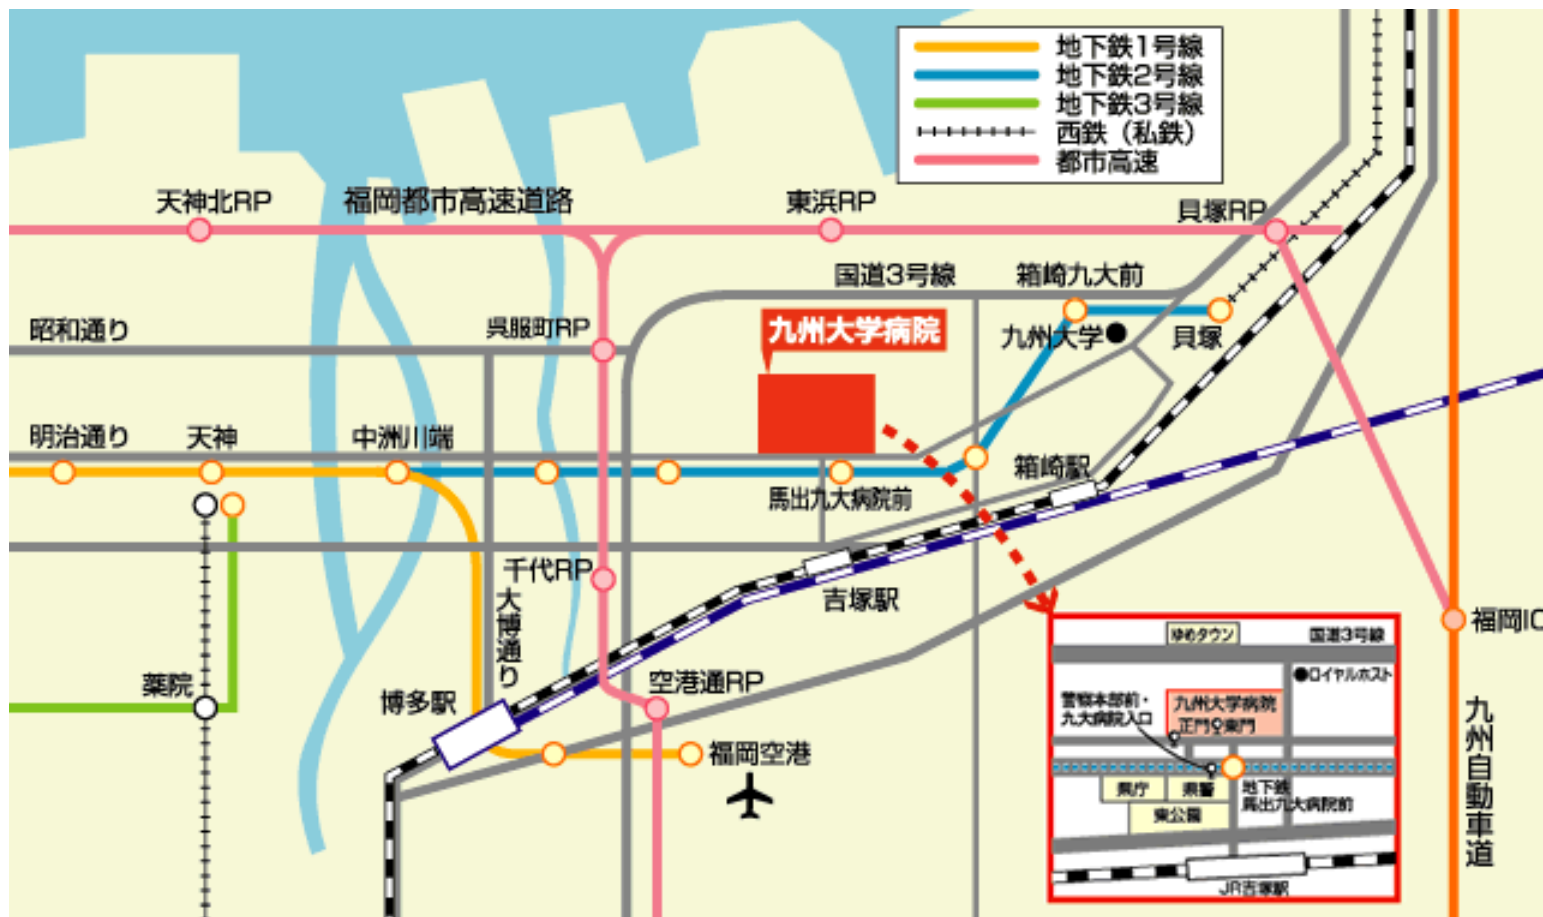 地下鉄1号線
地下鉄2号線
地下鉄3号線
西鉄（私鉄）
都市高速
天神北RP
福岡都市高速道路
東浜RP
貝塚RP
国道3号線
箱崎九大前
昭和通り
呉服町RP
九州大学病院
九州大学
貝塚
明治通り
天神
中洲川端
馬出九大病院前
箱崎駅
千代RP
大博通り
吉塚駅
薬院
博多駅
空港通RP
福岡空港
福岡IC
九州自動車道
ゆめタウン
国道3号線
ロイヤルホスト
警察本部前・
九大病院入口
九州大学病院
正門
東門
県庁
県警
東公園
地下鉄
馬出九大病院前
JR吉塚駅